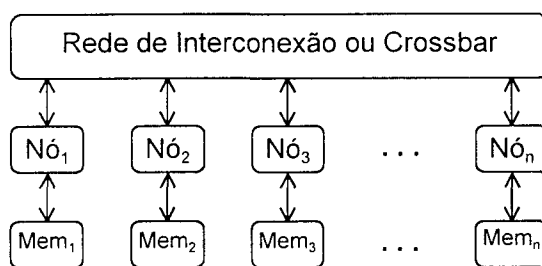 Rede de Interconexão ou Crossbar
Nó₁ Nó₂ Nó₃ ... Nóₙ
Mem₁ Mem₂ Mem₃ ... Memₙ